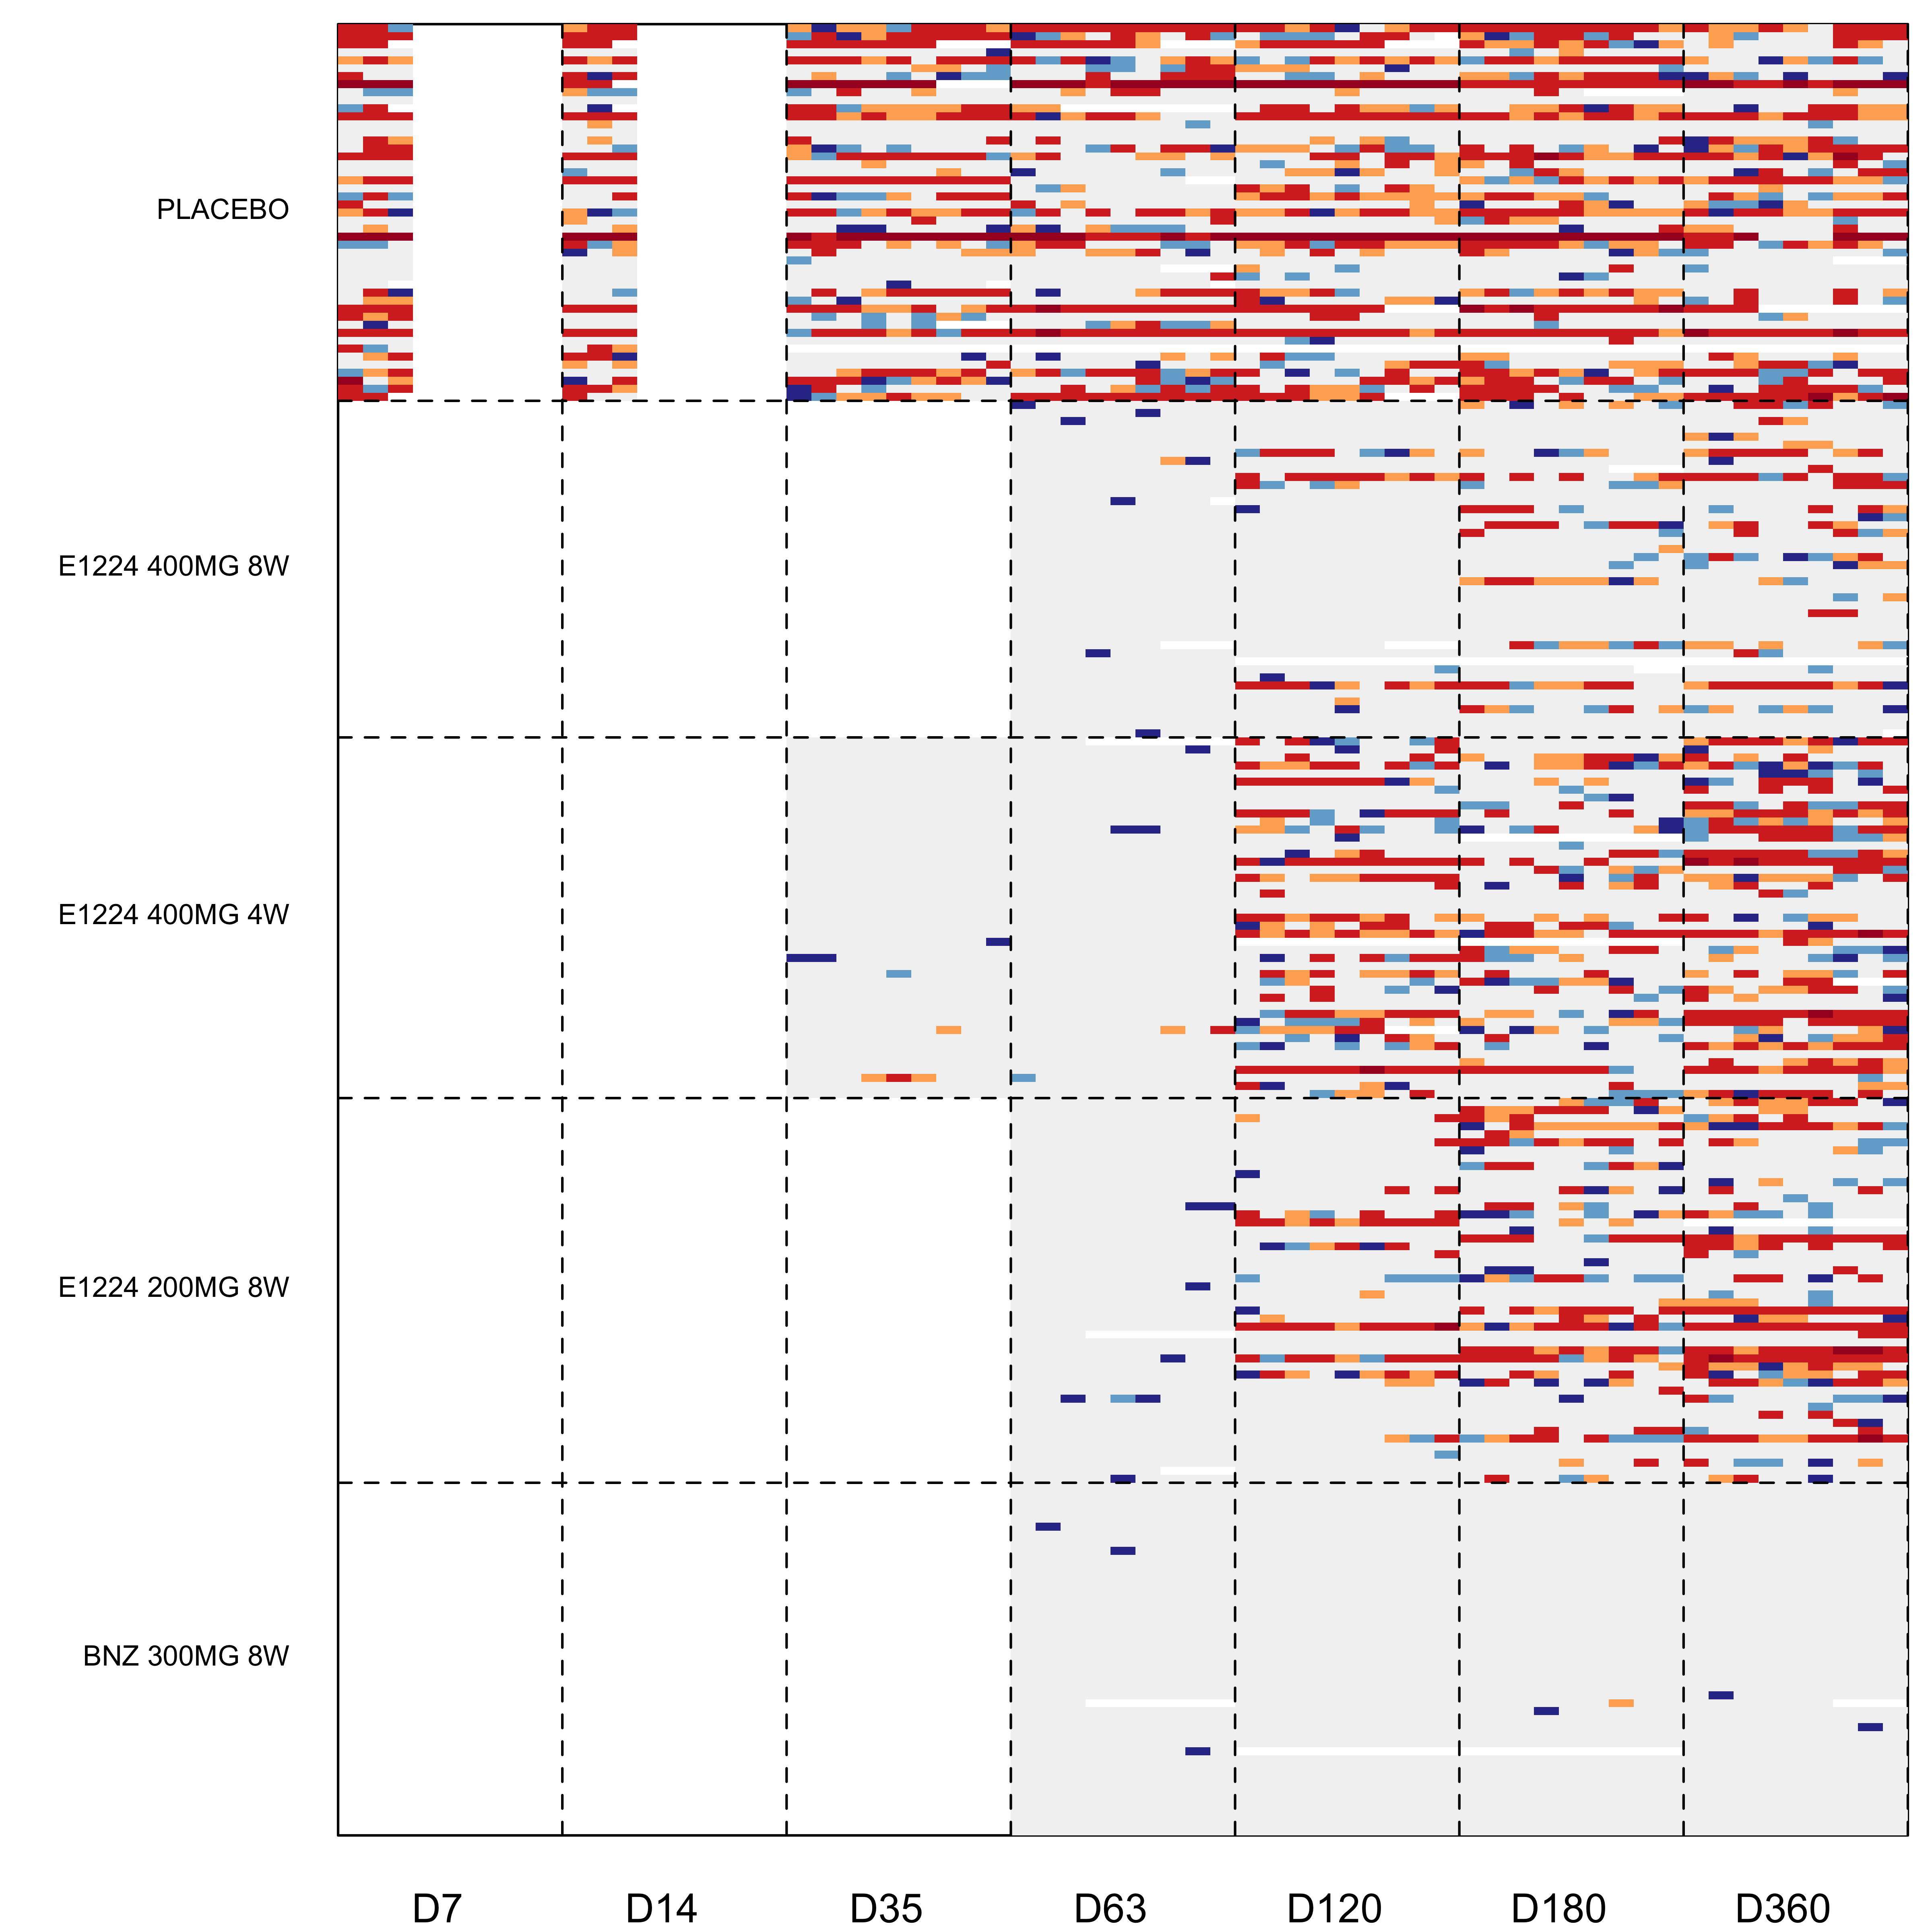 PLACEBO
E1224 400MG 8W
E1224 400MG 4W
E1224 200MG 8W
BNZ 300MG 8W
D7 D14 D35 D63 D120 D180 D360